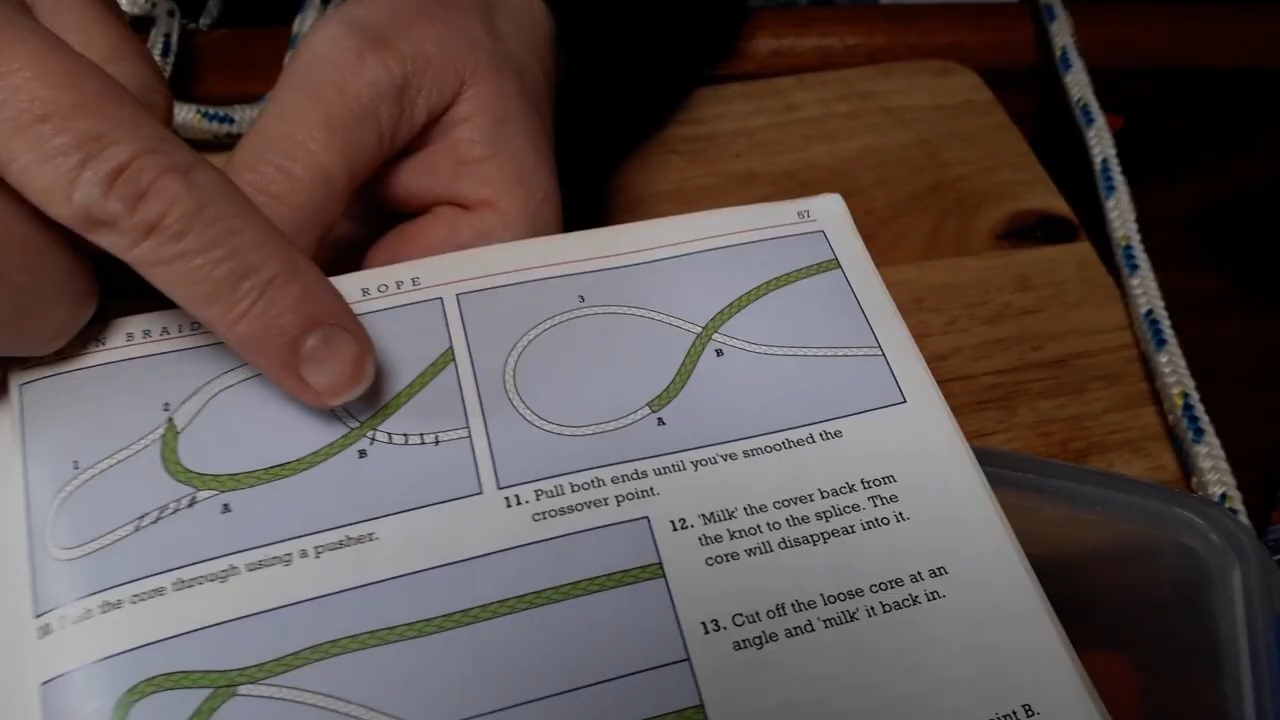 67
N BRAID
ROPE
2
1
B
A
3
B
A
the core through using a pusher.
11. Pull both ends until you've smoothed the
crossover point.
12. 'Milk' the cover back from
the knot to the splice. The
core will disappear into it.
13. Cut off the loose core at an
angle and 'milk' it back in.
B.